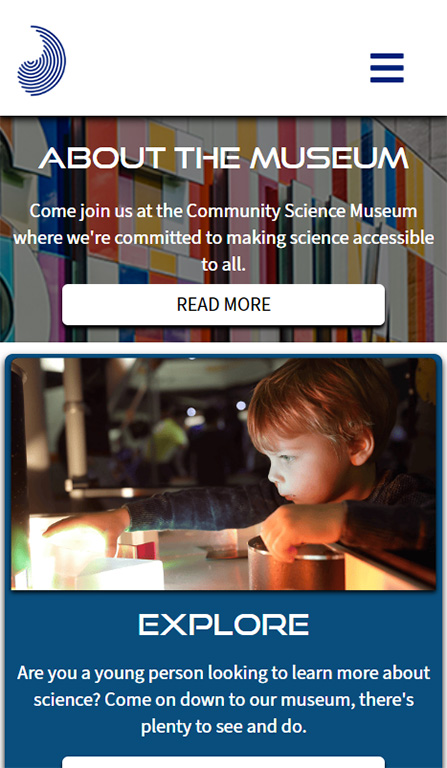 ABOUT THE MUSEUM
Come join us at the Community Science Museum
where we're committed to making science accessible
to all.
READ MORE
EXPLORE
Are you a young person looking to learn more about
science? Come on down to our museum, there's
plenty to see and do.